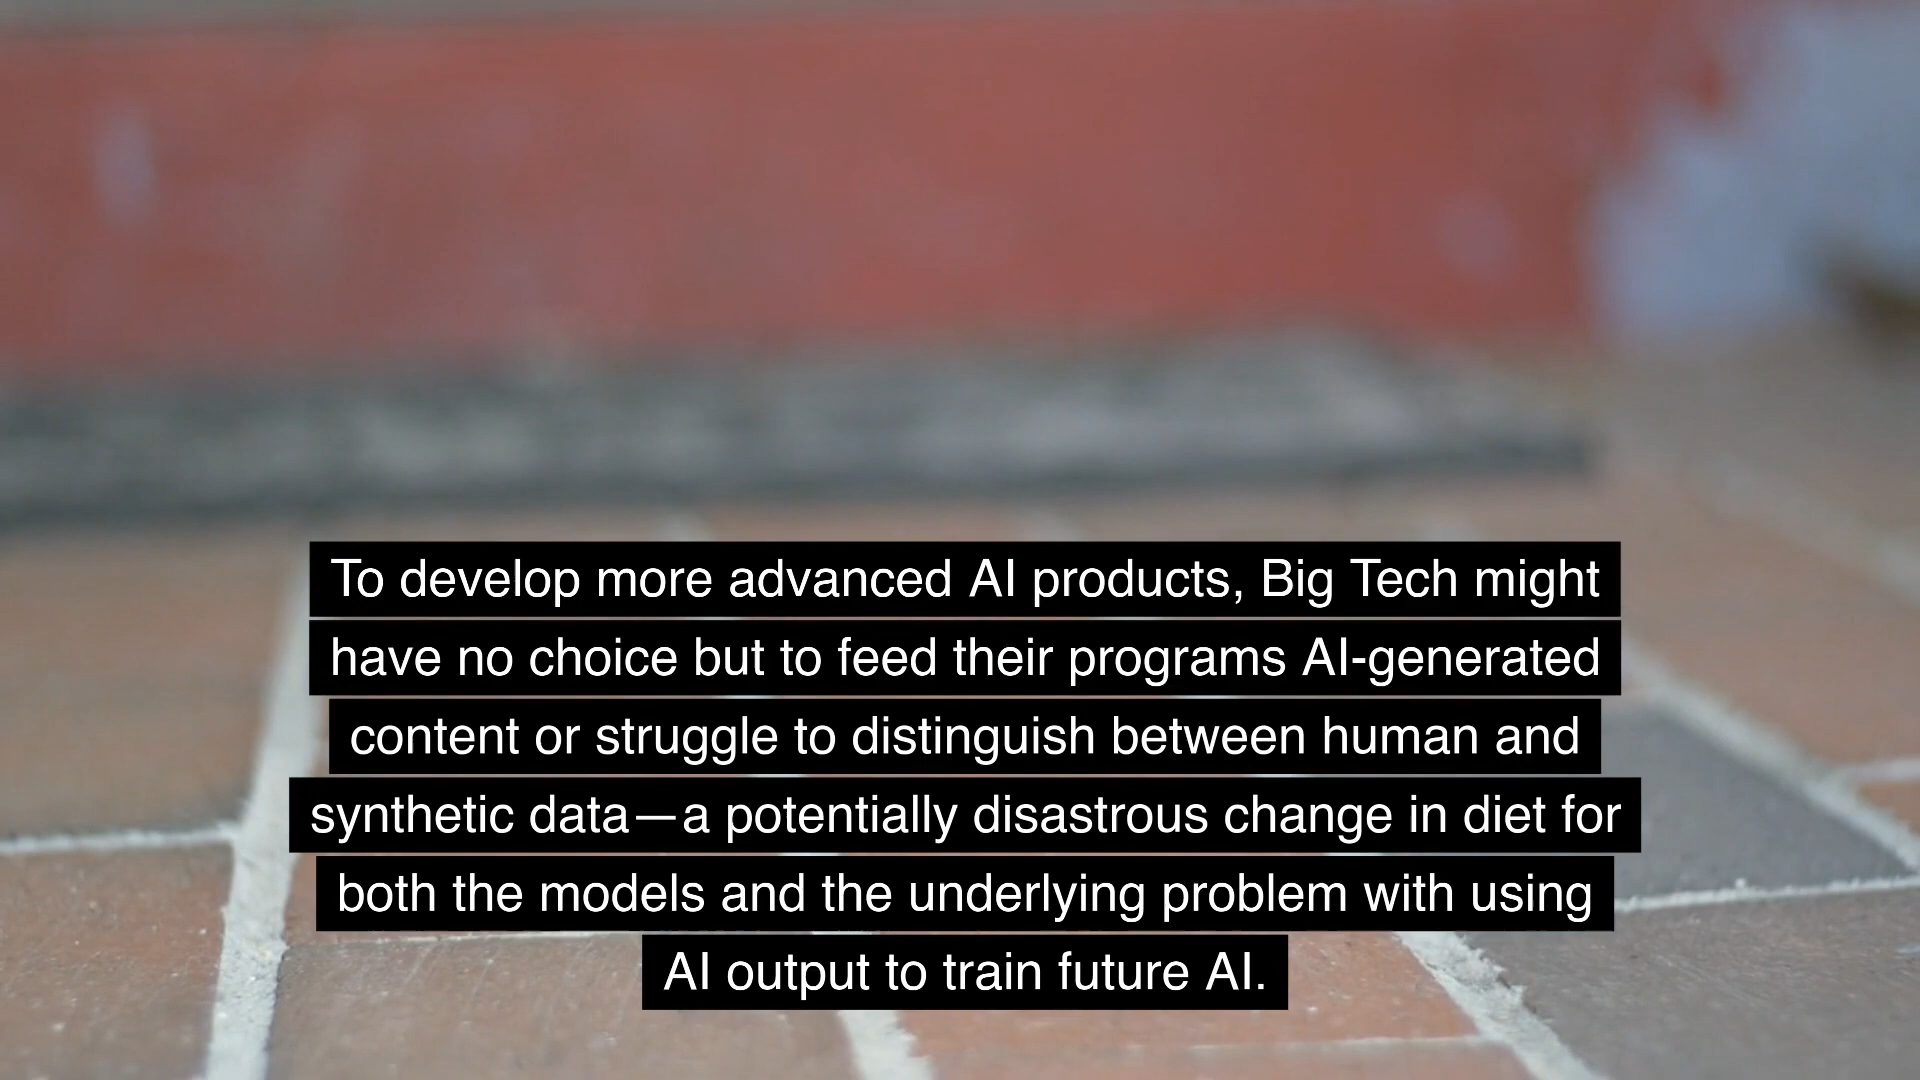 To develop more advanced AI products, Big Tech might
have no choice but to feed their programs AI-generated
content or struggle to distinguish between human and
synthetic data—a potentially disastrous change in diet for
both the models and the underlying problem with using
AI output to train future AI.